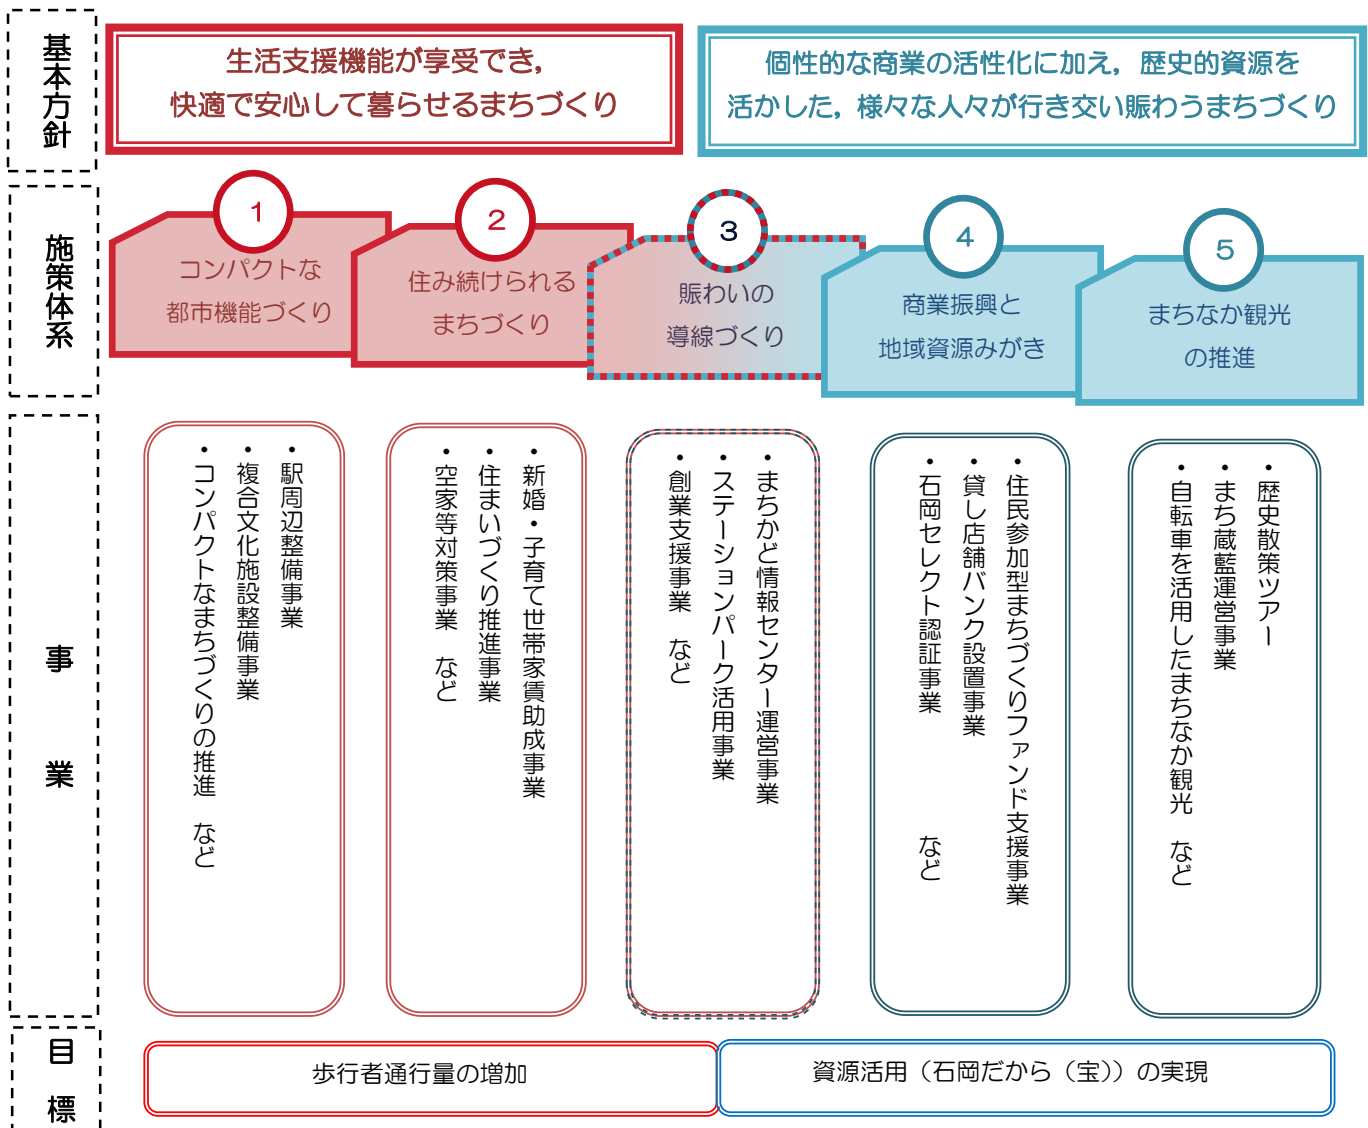 基本方針
生活支援機能が享受でき，
快適で安心して暮らせるまちづくり
個性的な商業の活性化に加え，歴史的資源を
活かした，様々な人々が行き交い賑わうまちづくり
施策体系
1
コンパクトな
都市機能づくり
2
住み続けられる
まちづくり
3
賑わいの
導線づくり
4
商業振興と
地域資源みがき
5
まちなか観光
の推進
事業
・駅周辺整備事業
・複合文化施設整備事業
・コンパクトなまちづくりの推進　など
・新婚・子育て世帯家賃助成事業
・住まいづくり推進事業
・空家等対策事業　など
・まちかど情報センター運営事業
・ステーションパーク活用事業
・創業支援事業　など
・住民参加型まちづくりファンド支援事業
・貸し店舗バンク設置事業
・石岡セレクト認証事業　　　　　など
・歴史散策ツアー
・まち蔵藍運営事業
・自転車を活用したまちなか観光　など
目標
歩行者通行量の増加
資源活用（石岡だから（宝））の実現